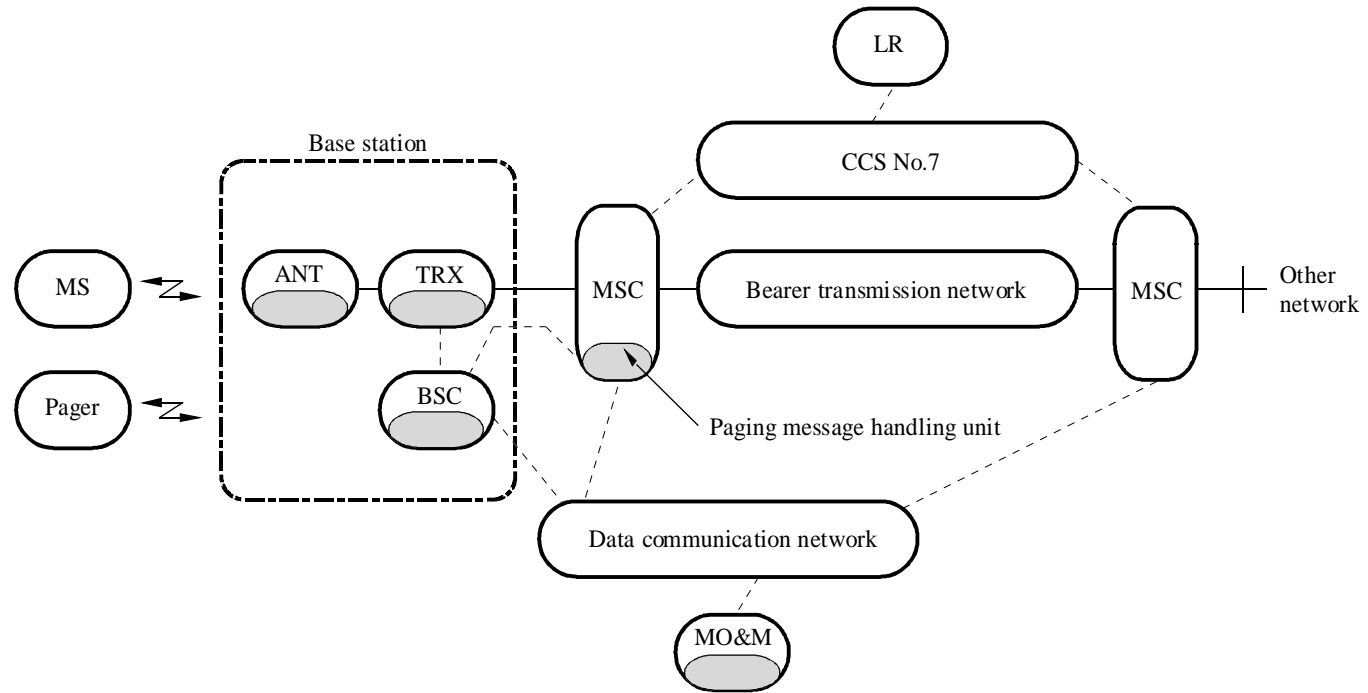 LR
Base station
CCS No.7
MS
ANT
TRX
MSC
Bearer transmission network
MSC
Other
network
Pager
BSC
Paging message handling unit
Data communication network
MO&M